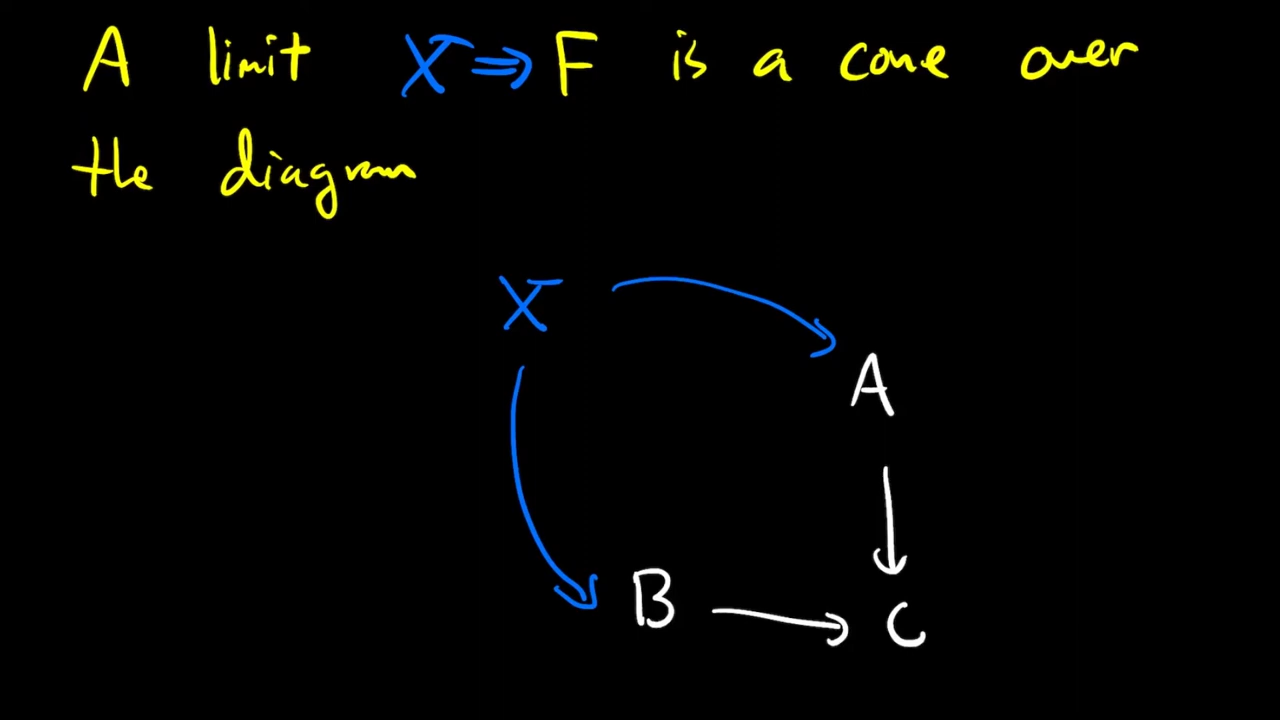 A limit X ⇒ F is a cone over
the diagram
X
A
B
C